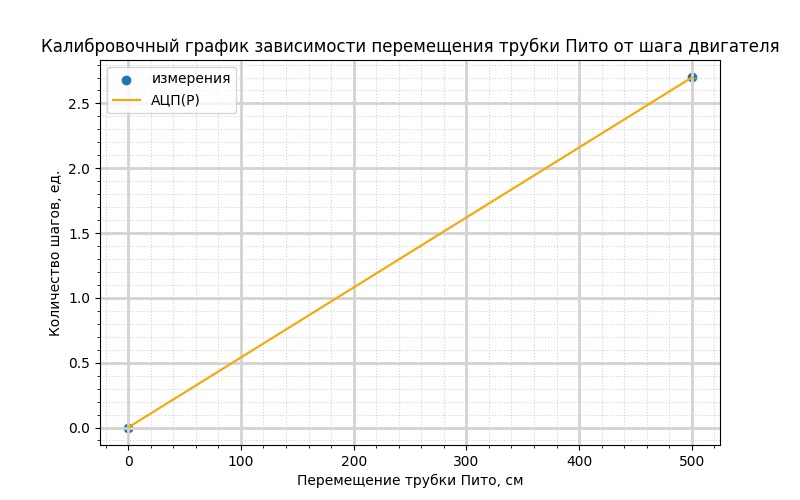 Калибровочный график зависимости перемещения трубки Пито от шага двигателя
измерения
АЦП(P)
2.5
2.0
1.5
1.0
0.5
0.0
Количество шагов, ед.
0 100 200 300 400 500
Перемещение трубки Пито, см